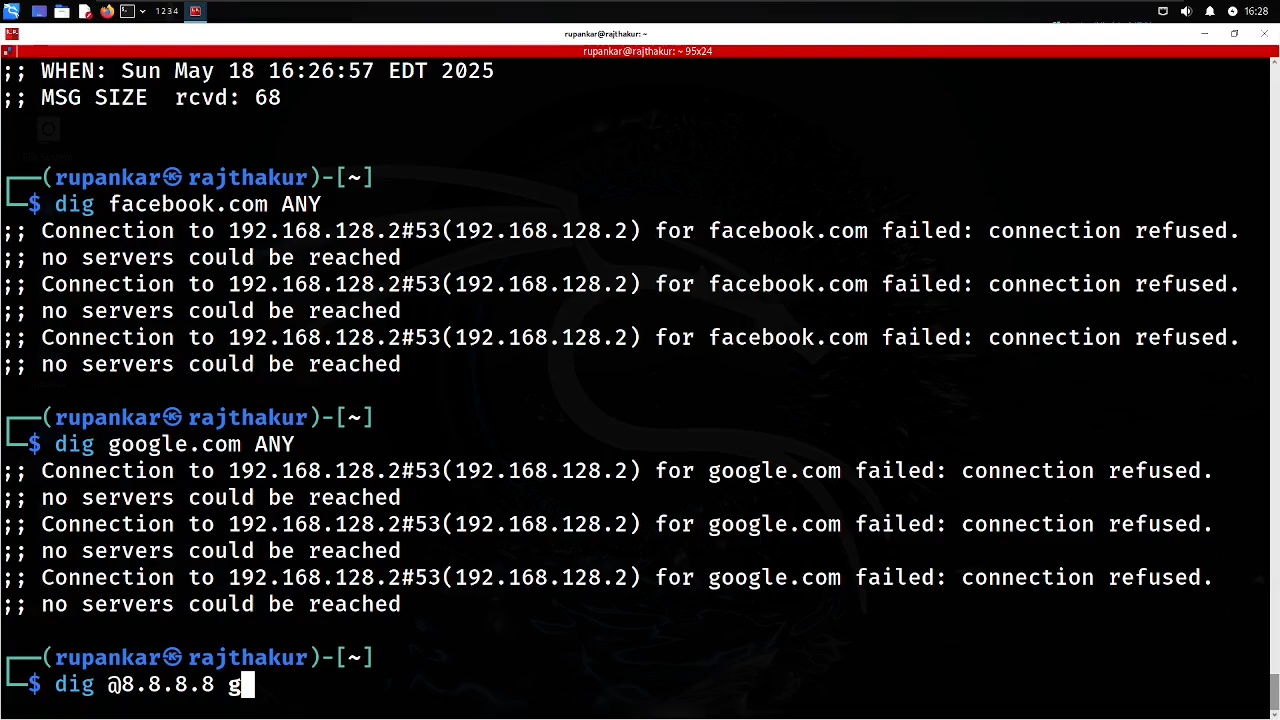 1 2 3 4
16:28
rupankar@rajthakur: ~
rupankar@rajthakur: ~ 95x24
;; WHEN: Sun May 18 16:26:57 EDT 2025
;; MSG SIZE  rcvd: 68
┌──(rupankar㉿rajthakur)-[~]
└─$ dig facebook.com ANY
;; Connection to 192.168.128.2#53(192.168.128.2) for facebook.com failed: connection refused.
;; no servers could be reached
;; Connection to 192.168.128.2#53(192.168.128.2) for facebook.com failed: connection refused.
;; no servers could be reached
;; Connection to 192.168.128.2#53(192.168.128.2) for facebook.com failed: connection refused.
;; no servers could be reached
┌──(rupankar㉿rajthakur)-[~]
└─$ dig google.com ANY
;; Connection to 192.168.128.2#53(192.168.128.2) for google.com failed: connection refused.
;; no servers could be reached
;; Connection to 192.168.128.2#53(192.168.128.2) for google.com failed: connection refused.
;; no servers could be reached
;; Connection to 192.168.128.2#53(192.168.128.2) for google.com failed: connection refused.
;; no servers could be reached
┌──(rupankar㉿rajthakur)-[~]
└─$ dig @8.8.8.8 g